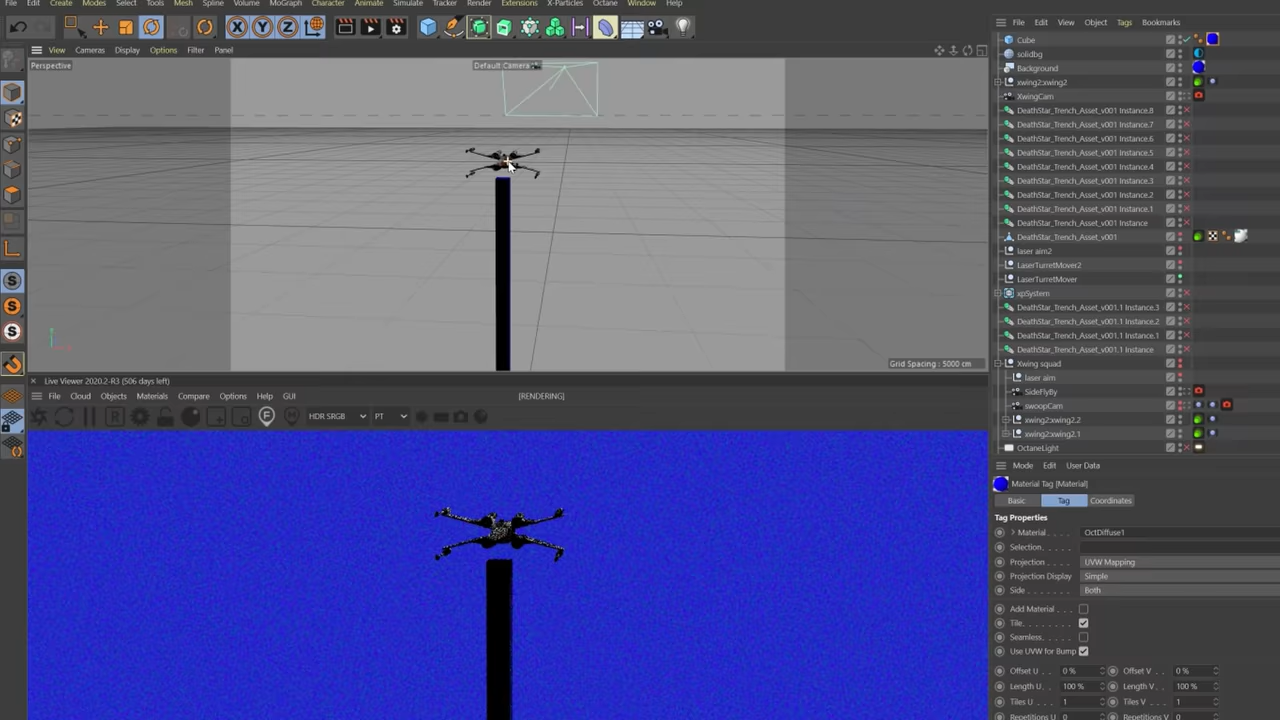 File Edit Create Modes Select Tools Mesh Spline Volume MoGraph Character Animate Simulate Tracker Render Extensions X-Particles Octane Window Help
File Edit View Object Tags Bookmarks
View Cameras Display Options Filter Panel
Perspective
Default Camera
Grid Spacing : 5000 cm
Cube
solidbg
Background
xwing2:xwing2
XwingCam
DeathStar_Trench_Asset_v001 Instance.8
DeathStar_Trench_Asset_v001 Instance.7
DeathStar_Trench_Asset_v001 Instance.6
DeathStar_Trench_Asset_v001 Instance.5
DeathStar_Trench_Asset_v001 Instance.4
DeathStar_Trench_Asset_v001 Instance.3
DeathStar_Trench_Asset_v001 Instance.2
DeathStar_Trench_Asset_v001 Instance.1
DeathStar_Trench_Asset_v001 Instance
DeathStar_Trench_Asset_v001
laser aim2
LaserTurretMover2
LaserTurretMover
xpSystem
DeathStar_Trench_Asset_v001.1 Instance.3
DeathStar_Trench_Asset_v001.1 Instance.2
DeathStar_Trench_Asset_v001.1 Instance.1
DeathStar_Trench_Asset_v001.1 Instance
Xwing squad
laser aim
SideFlyBy
swoopCam
xwing2:xwing2.2
xwing2:xwing2.1
OctaneLight
Live Viewer 2020.2-R3 (506 days left)
File Cloud Objects Materials Compare Options Help GUI
[RENDERING]
HDR SRGB PT
Mode Edit User Data
Material Tag [Material]
Basic Tag Coordinates
Tag Properties
Material OctDiffuse1
Selection
Projection UVW Mapping
Projection Display Simple
Side Both
Add Material
Tile
Seamless
Use UVW for Bump
Offset U 0 % Offset V 0 %
Length U 100 % Length V 100 %
Tiles U 1 Tiles V 1
Repetitions U 0 Repetitions V 0